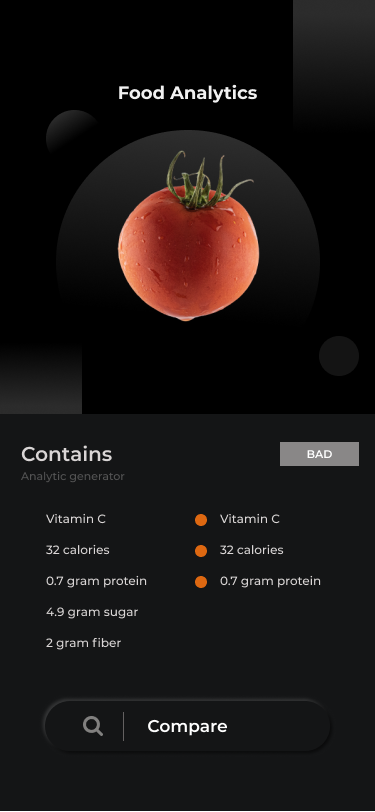 Food Analytics
Contains
BAD
Analytic generator
Vitamin C
32 calories
0.7 gram protein
4.9 gram sugar
2 gram fiber
Vitamin C
32 calories
0.7 gram protein
Compare